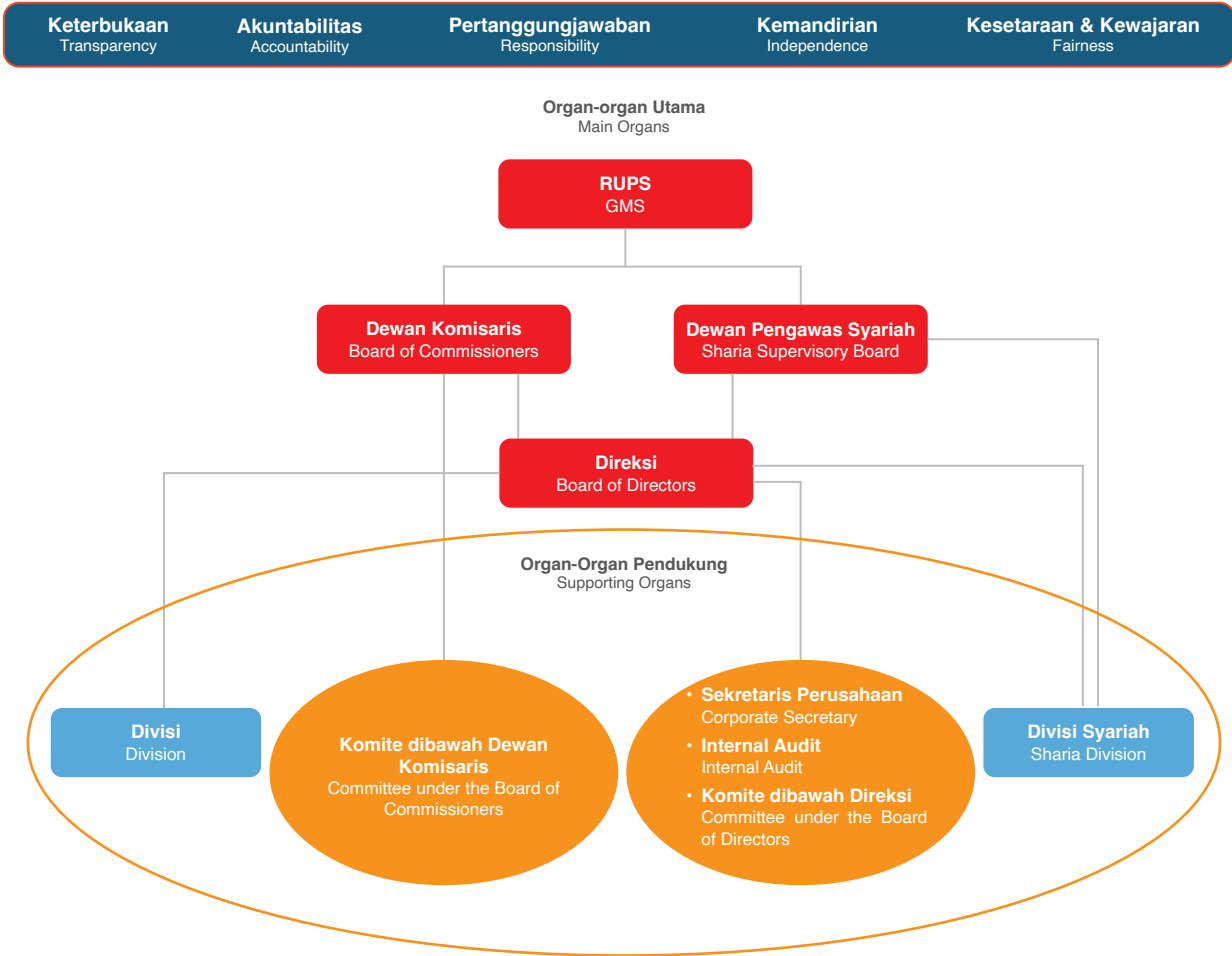 Keterbukaan
Transparency
Akuntabilitas
Accountability
Pertanggungjawaban
Responsibility
Kemandirian
Independence
Kesetaraan & Kewajaran
Fairness
Organ-organ Utama
Main Organs
RUPS
GMS
Dewan Komisaris
Board of Commissioners
Dewan Pengawas Syariah
Sharia Supervisory Board
Direksi
Board of Directors
Organ-Organ Pendukung
Supporting Organs
Divisi
Division
Komite dibawah Dewan
Komisaris
Committee under the Board of
Commissioners
• Sekretaris Perusahaan
Corporate Secretary
• Internal Audit
Internal Audit
• Komite dibawah Direksi
Committee under the Board
of Directors
Divisi Syariah
Sharia Division